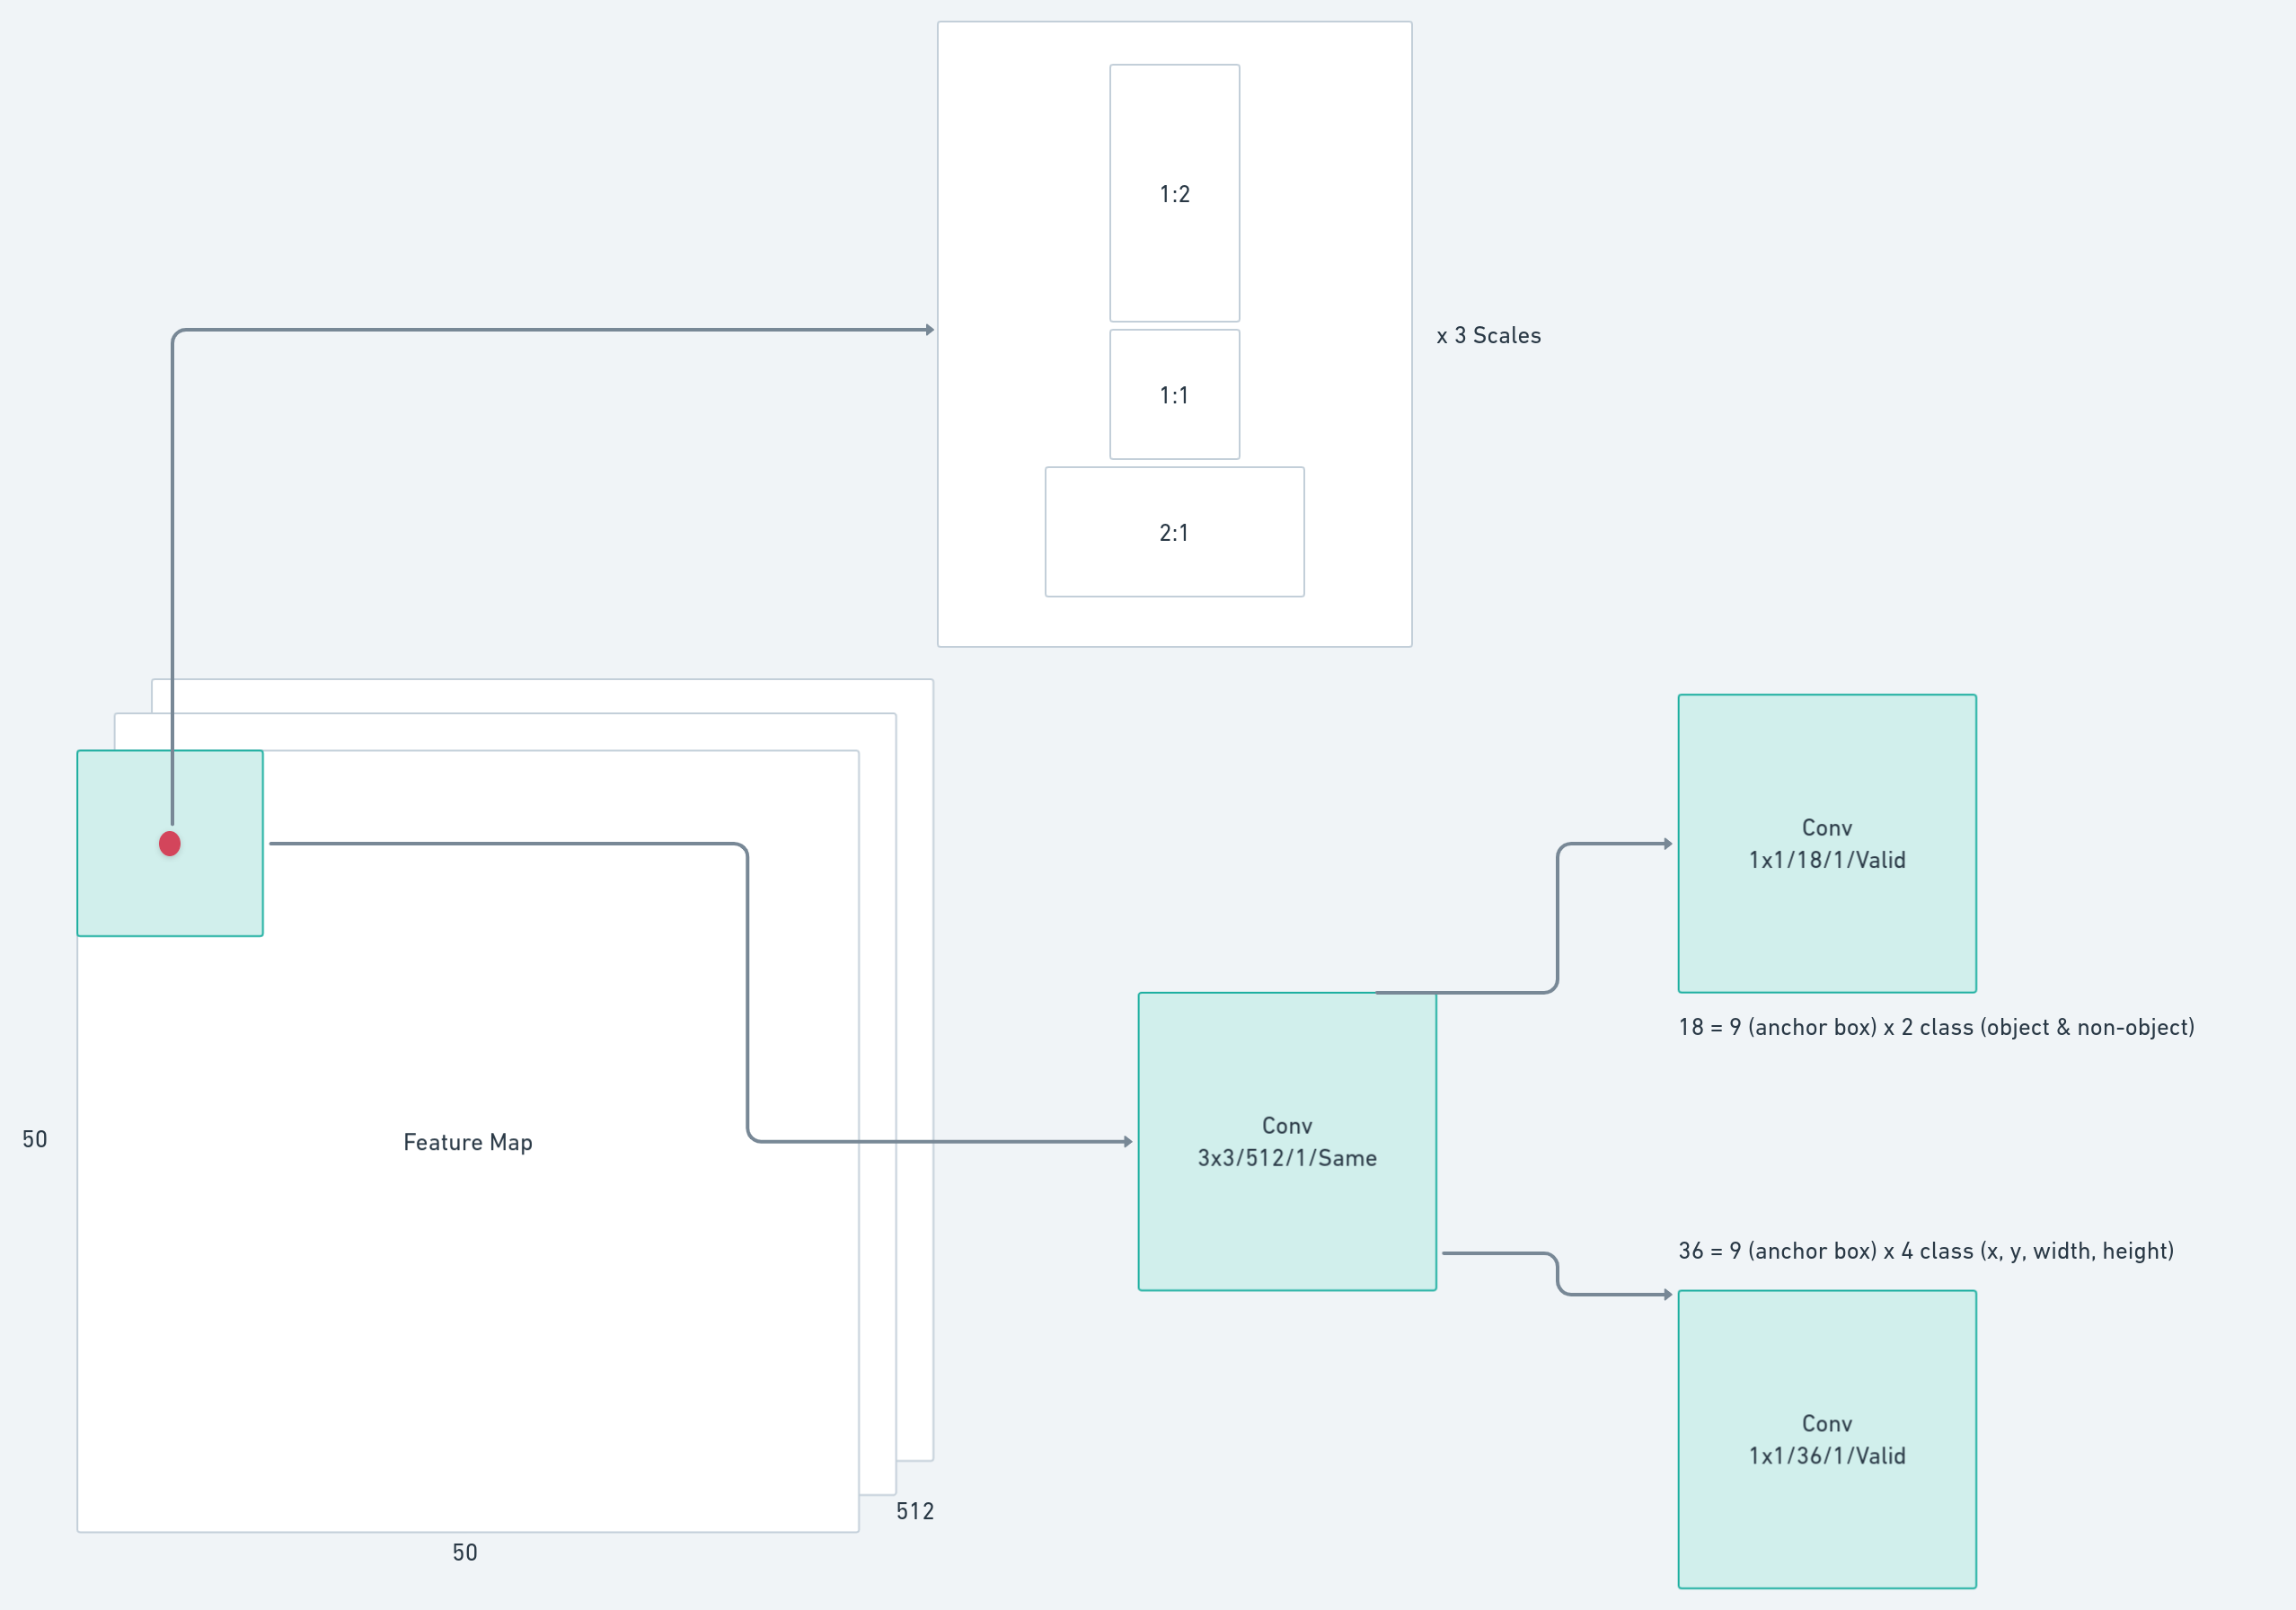 1:2
x 3 Scales
1:1
2:1
Conv
1x1/18/1/Valid
18 = 9 (anchor box) x 2 class (object & non-object)
50
Feature Map
Conv
3x3/512/1/Same
36 = 9 (anchor box) x 4 class (x, y, width, height)
Conv
1x1/36/1/Valid
512
50